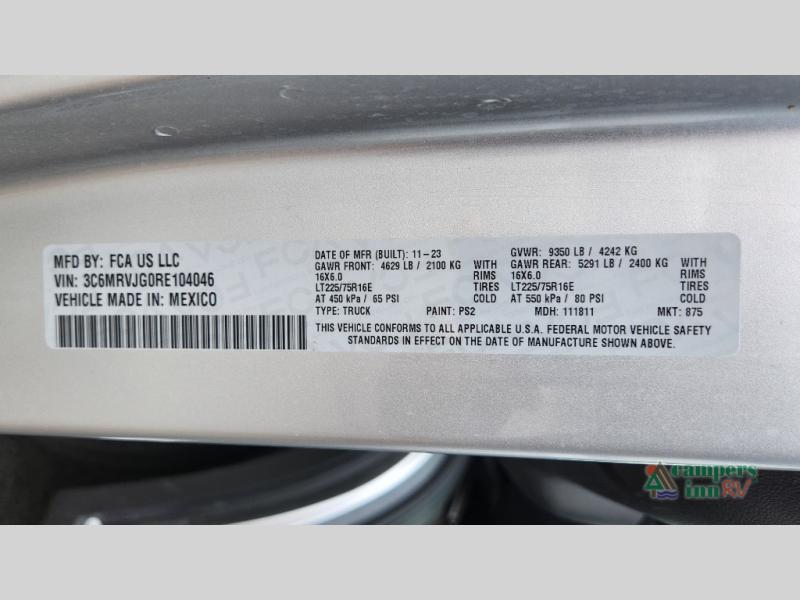 MFD BY: FCA US LLC
VIN: 3C6MRVJG0RE104046
VEHICLE MADE IN: MEXICO
DATE OF MFR (BUILT): 11-23
GAWR FRONT: 4629 LB / 2100 KG WITH
16X6.0 RIMS
LT225/75R16E TIRES
AT 450 kPa / 65 PSI COLD
GVWR: 9350 LB / 4242 KG
GAWR REAR: 5291 LB / 2400 KG WITH
16X6.0 RIMS
LT225/75R16E TIRES
AT 550 kPa / 80 PSI COLD
TYPE: TRUCK PAINT: PS2 MDH: 111811 MKT: 875
THIS VEHICLE CONFORMS TO ALL APPLICABLE U.S.A. FEDERAL MOTOR VEHICLE SAFETY
STANDARDS IN EFFECT ON THE DATE OF MANUFACTURE SHOWN ABOVE.
campers
inn RV